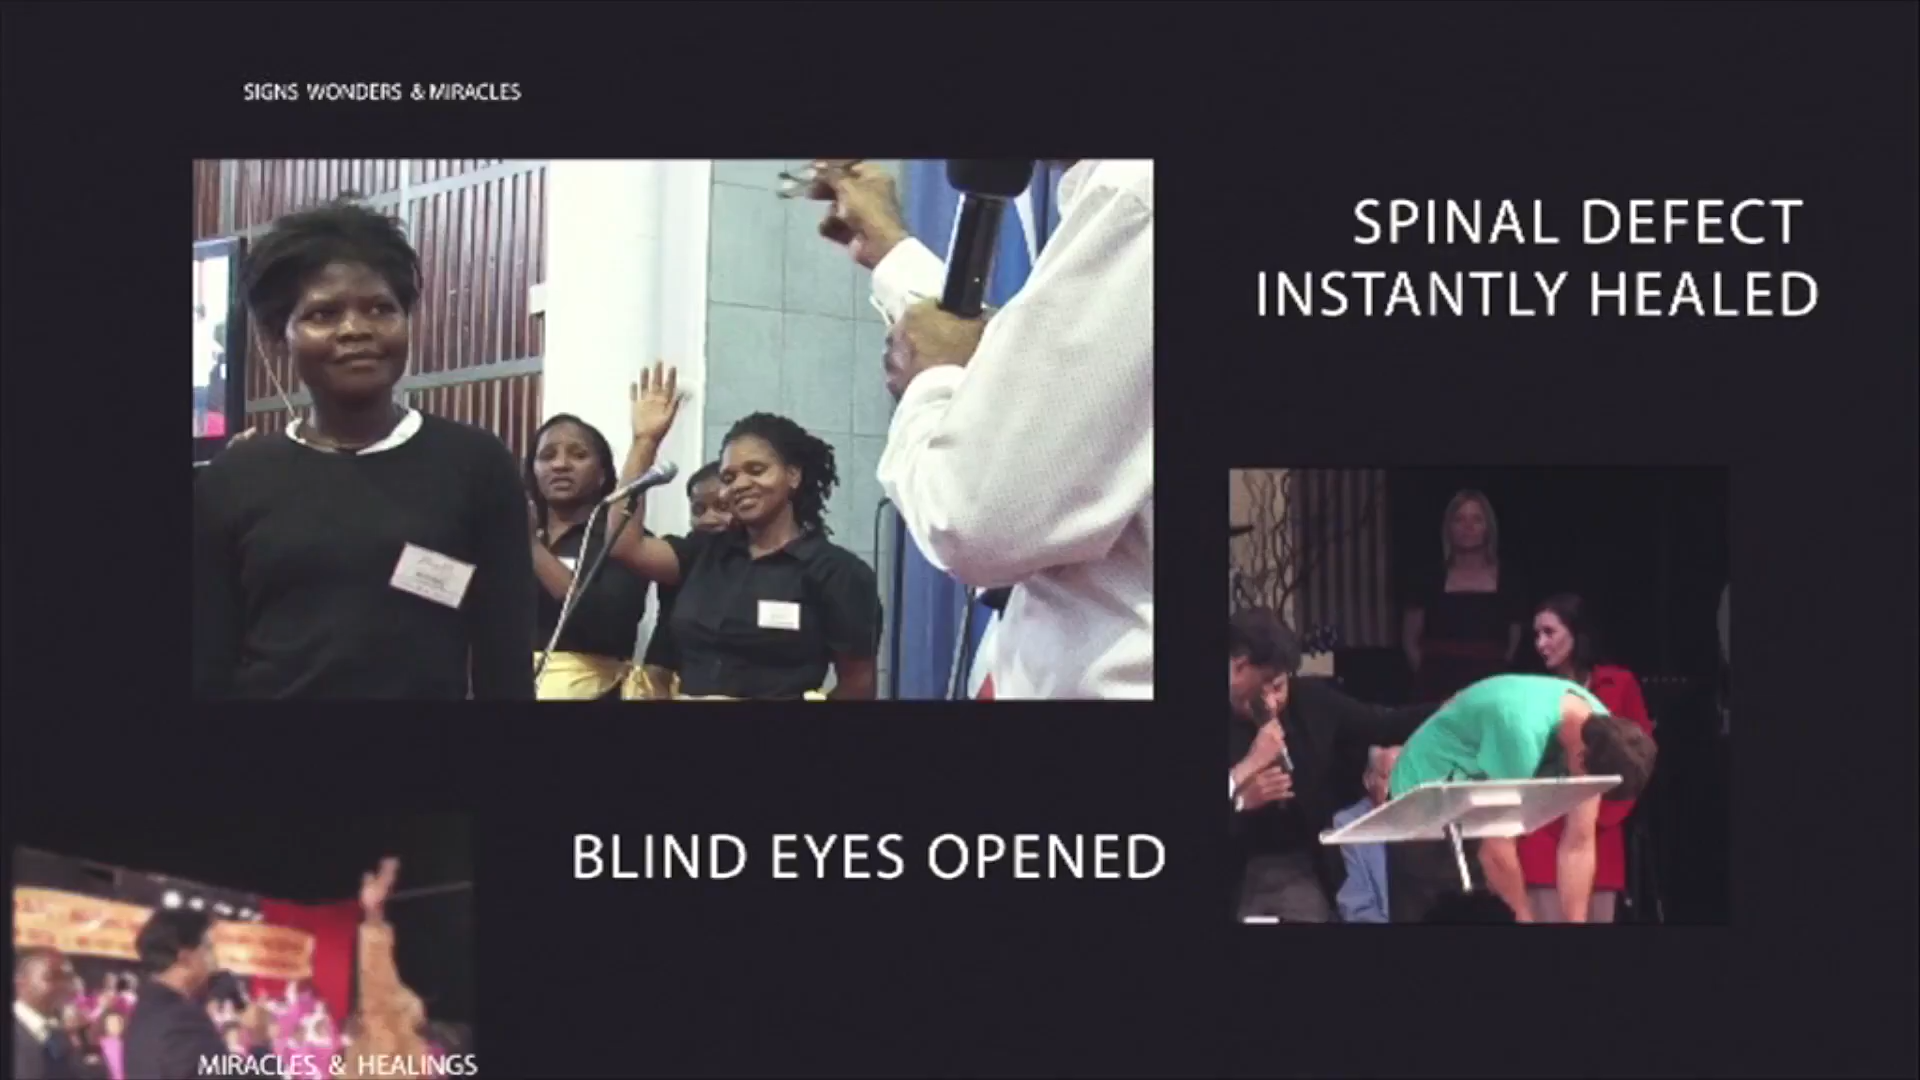 SIGNS WONDERS & MIRACLES
SPINAL DEFECT
INSTANTLY HEALED
BLIND EYES OPENED
MIRACLES & HEALINGS